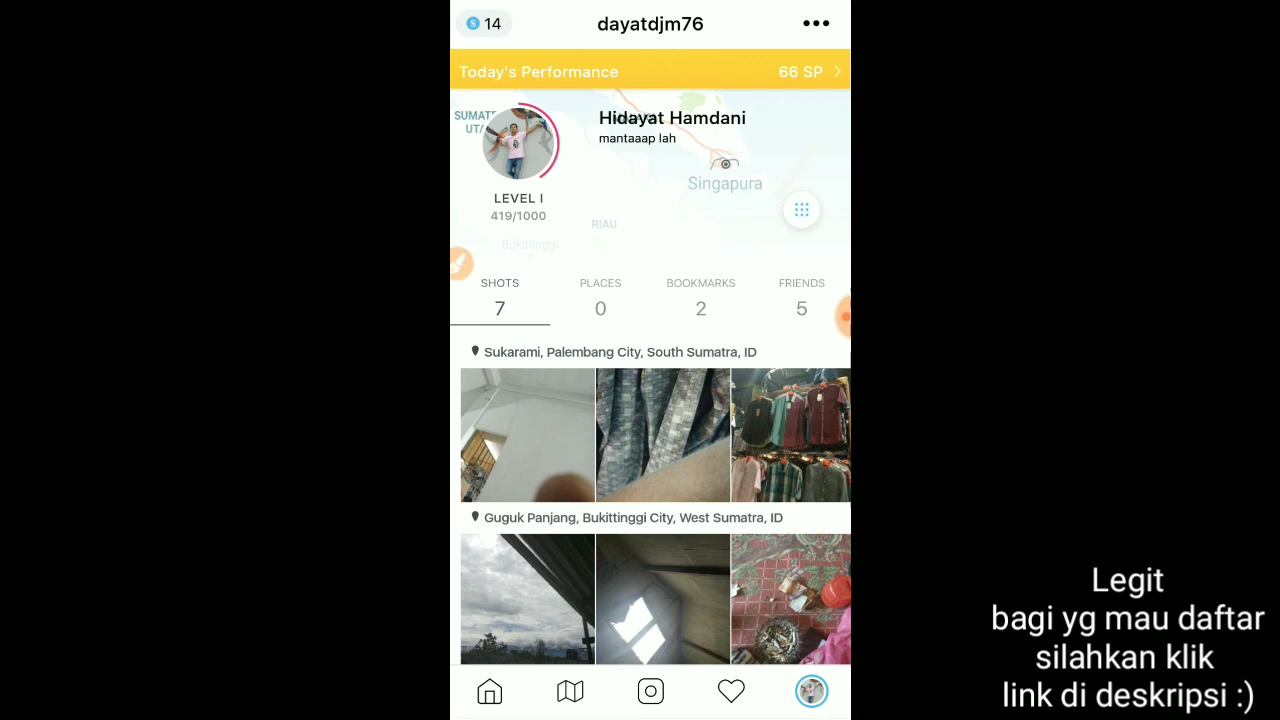 14
dayatdjm76
Today's Performance
66 SP
SUMAT
UT/
Hidayat Hamdani
mantaaap lah
Singapura
LEVEL I
419/1000
RIAU
Bukittinggi
SHOTS
PLACES
BOOKMARKS
FRIENDS
7
0
2
5
Sukarami, Palembang City, South Sumatra, ID
Guguk Panjang, Bukittinggi City, West Sumatra, ID
Legit
bagi yg mau daftar
silahkan klik
link di deskripsi :)